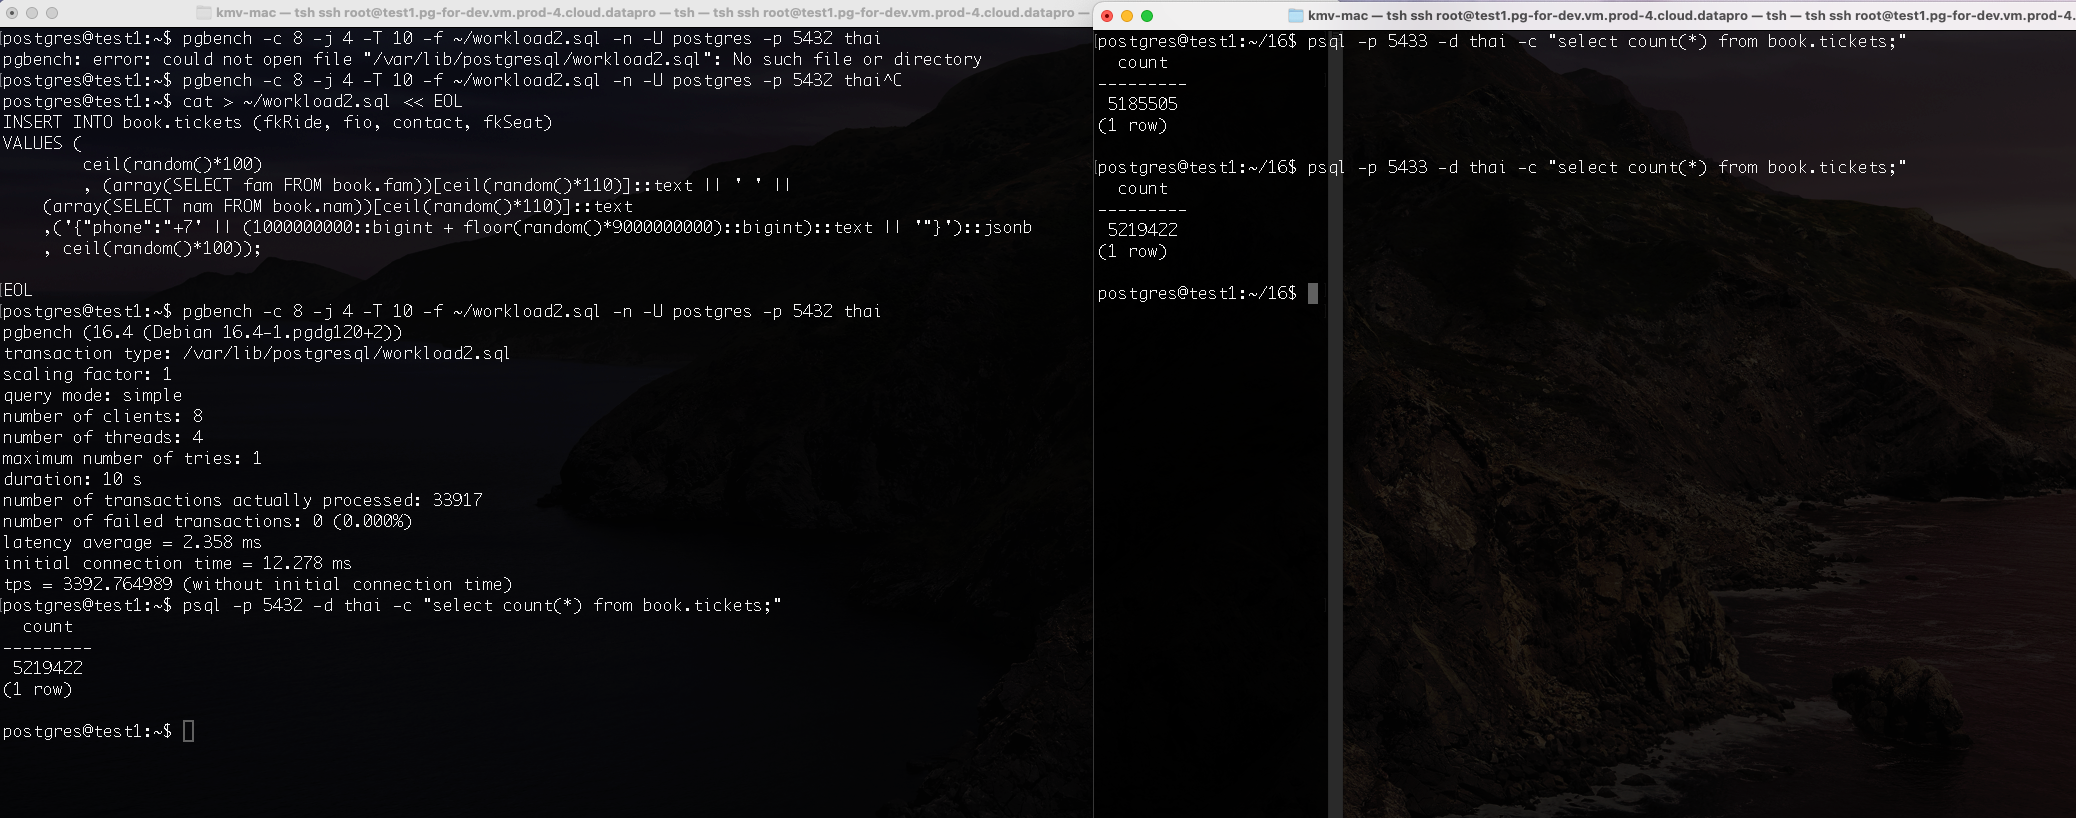 kmv-mac — tsh ssh root@test1.pg-for-dev.vm.prod-4.cloud.datapro — tsh — tsh ssh root@test1.pg-for-dev.vm.prod-4.cloud.datapro —
postgres@test1:~$ pgbench -c 8 -j 4 -T 10 -f ~/workload2.sql -n -U postgres -p 5432 thai
pgbench: error: could not open file "/var/lib/postgresql/workload2.sql": No such file or directory
postgres@test1:~$ pgbench -c 8 -j 4 -T 10 -f ~/workload2.sql -n -U postgres -p 5432 thai^C
postgres@test1:~$ cat > ~/workload2.sql << EOL
INSERT INTO book.tickets (fkRide, fio, contact, fkSeat)
VALUES (
        ceil(random()*100)
        , (array(SELECT fam FROM book.fam))[ceil(random()*110)]::text || ' ' ||
    (array(SELECT nam FROM book.nam))[ceil(random()*110)]::text
    ,('{"phone":"+7' || (1000000000::bigint + floor(random()*9000000000)::bigint)::text || '"}')::jsonb
    , ceil(random()*100));

EOL
postgres@test1:~$ pgbench -c 8 -j 4 -T 10 -f ~/workload2.sql -n -U postgres -p 5432 thai
pgbench (16.4 (Debian 16.4-1.pgdg120+2))
transaction type: /var/lib/postgresql/workload2.sql
scaling factor: 1
query mode: simple
number of clients: 8
number of threads: 4
maximum number of tries: 1
duration: 10 s
number of transactions actually processed: 33917
number of failed transactions: 0 (0.000%)
latency average = 2.358 ms
initial connection time = 12.278 ms
tps = 3392.764989 (without initial connection time)
postgres@test1:~$ psql -p 5432 -d thai -c "select count(*) from book.tickets;"
  count
---------
 5219422
(1 row)

postgres@test1:~$
kmv-mac — tsh ssh root@test1.pg-for-dev.vm.prod-4.cloud.datapro — tsh — tsh ssh root@test1.pg-for-dev.vm.prod-4.
postgres@test1:~/16$ psql -p 5433 -d thai -c "select count(*) from book.tickets;"
  count
---------
 5185505
(1 row)

postgres@test1:~/16$ psql -p 5433 -d thai -c "select count(*) from book.tickets;"
  count
---------
 5219422
(1 row)

postgres@test1:~/16$